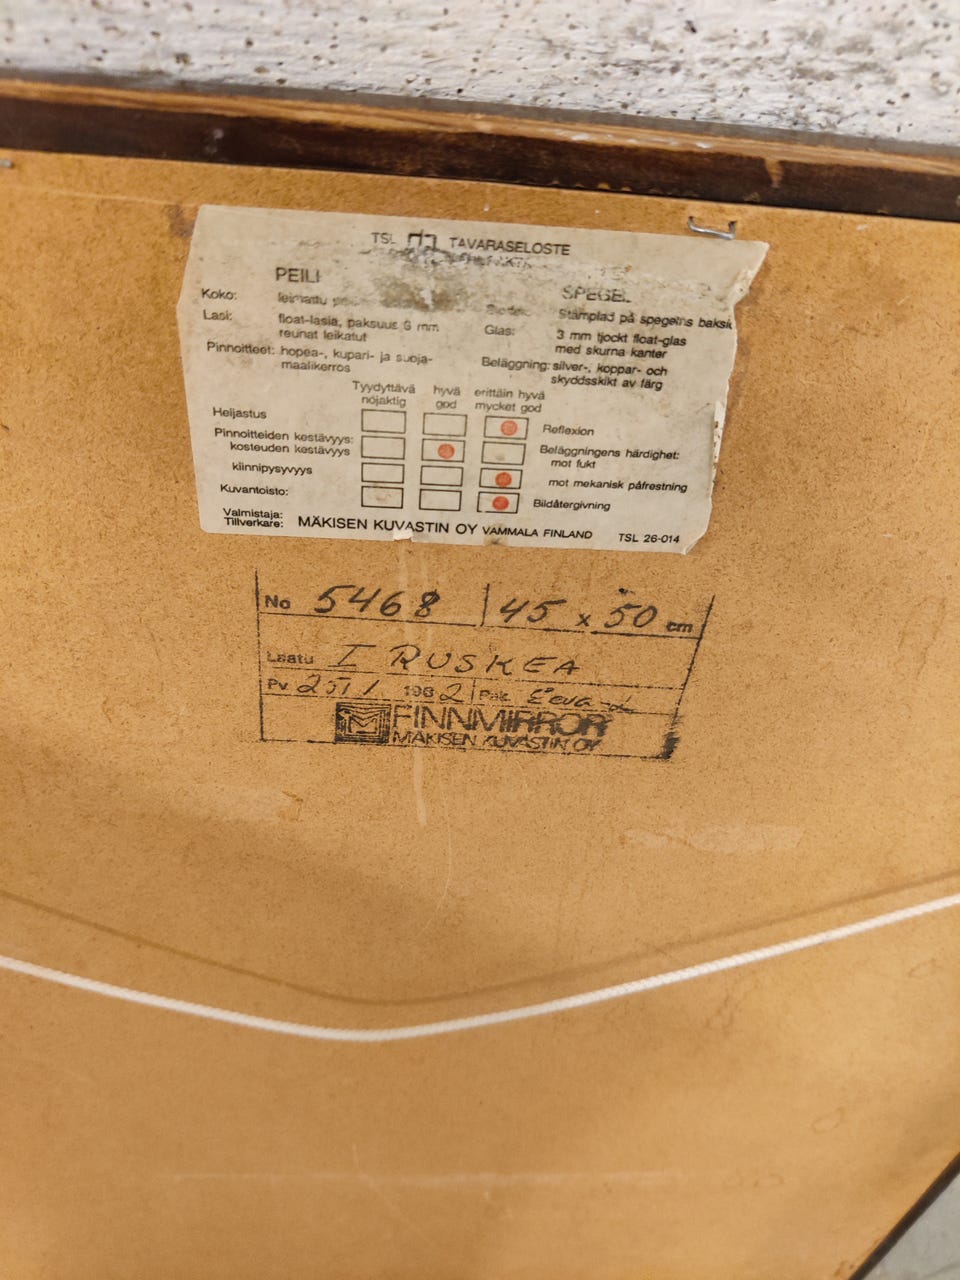 TSL TAVARASELOSTE
PEILI
SPEGEL
Koko: leimattu
Stämplad på spegelns baksid
Lasi: float-lasia, paksuus 3 mm
reunat leikatut
Glas: 3 mm tjockt float-glas
med skurna kanter
Pinnoitteet: hopea-, kupari- ja suoja-
maalikerros
Beläggning: silver-, koppar- och
skyddsskikt av färg
Tyydyttävä hyvä erittäin hyvä
nöjaktig god mycket god
Heijastus Reflexion
Pinnoitteiden kestävyys: Beläggningens härdighet:
kosteuden kestävyys mot fukt
kiinnipysyvyys mot mekanisk påfrestning
Kuvantoisto: Bildåtergivning
Valmistaja:
Tillverkare: MÄKISEN KUVASTIN OY VAMMALA FINLAND TSL 26-014
No 5468 45 x 50 cm
Laatu I RUSKEA
Pv 25/1 1982 Pak. Eeva-L
FINNMIRROR
MÄKISEN KUVASTIN OY